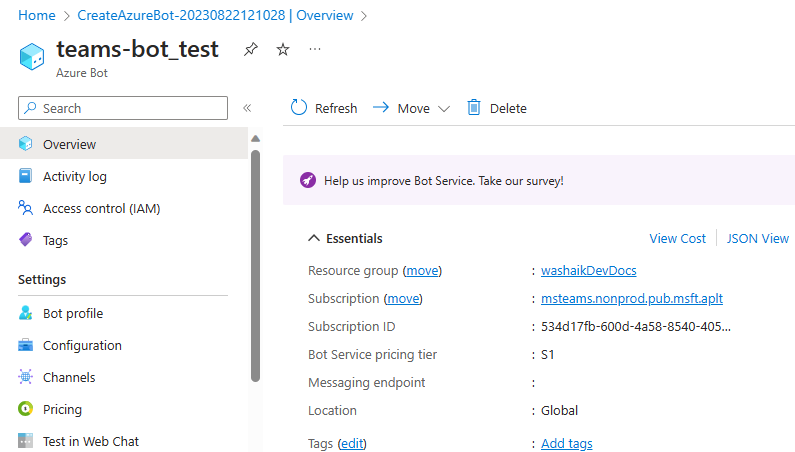 Home > CreateAzureBot-20230822121028 | Overview >
teams-bot_test
Azure Bot
Search
Refresh Move Delete
Overview
Activity log
Access control (IAM)
Tags
Settings
Bot profile
Configuration
Channels
Pricing
Test in Web Chat
Help us improve Bot Service. Take our survey!
Essentials View Cost JSON View
Resource group (move) : washaikDevDocs
Subscription (move) : msteams.nonprod.pub.msft.aplt
Subscription ID : 534d17fb-600d-4a58-8540-405...
Bot Service pricing tier : S1
Messaging endpoint :
Location : Global
Tags (edit) : Add tags